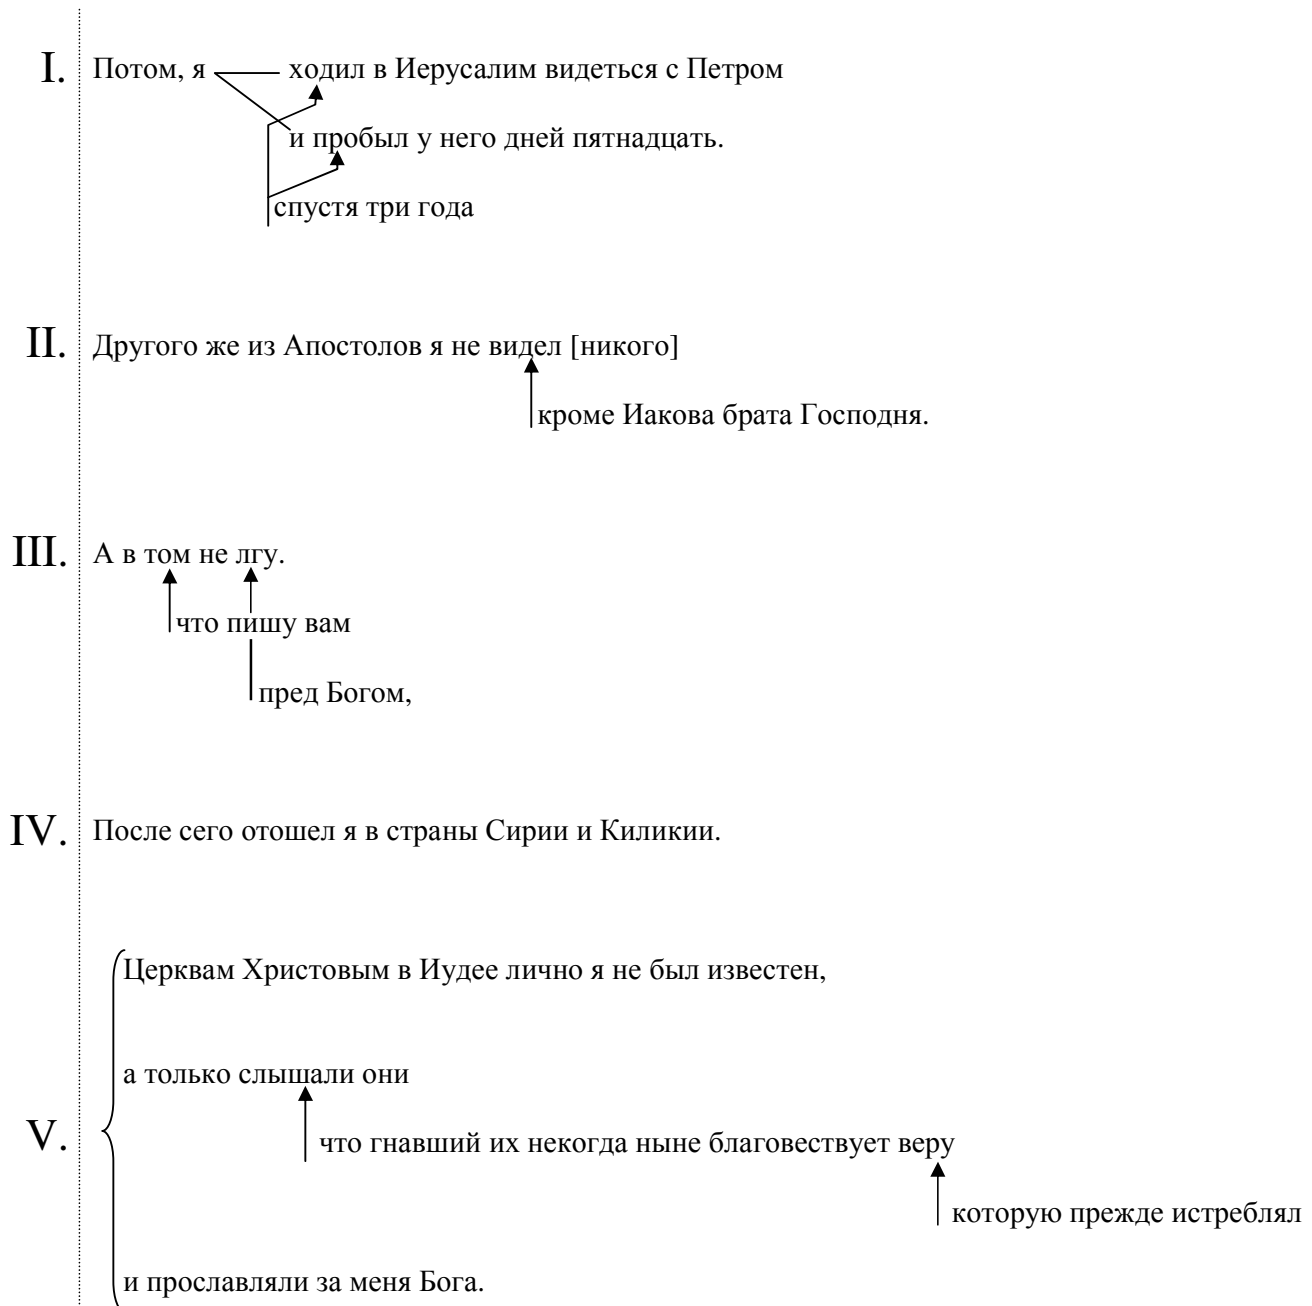 I. Потом, я ходил в Иерусалим видеться с Петром
и пробыл у него дней пятнадцать.
спустя три года
II. Другого же из Апостолов я не видел [никого]
кроме Иакова брата Господня.
III. А в том не лгу.
что пишу вам
пред Богом,
IV. После сего отошел я в страны Сирии и Киликии.
Церквам Христовым в Иудее лично я не был известен,
а только слышали они
V. что гнавший их некогда ныне благовествует веру
которую прежде истреблял
и прославляли за меня Бога.